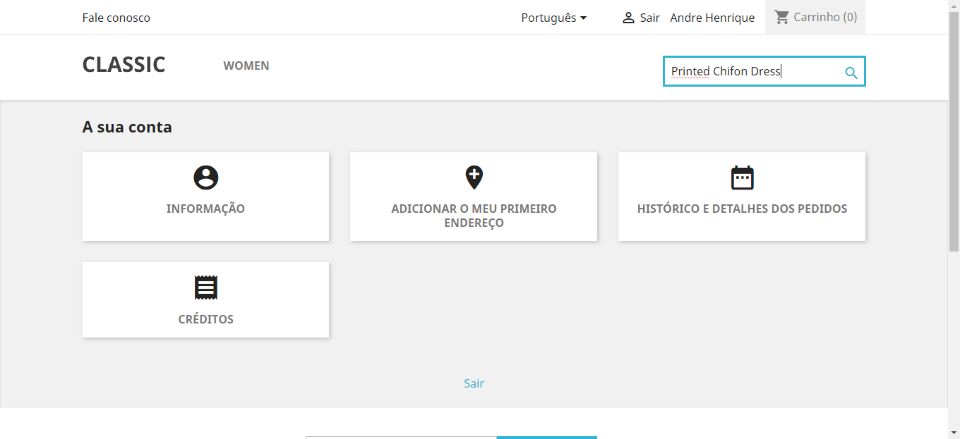 Fale conosco
Português
Sair
Andre Henrique
Carrinho (0)
CLASSIC
WOMEN
Printed Chifon Dress
A sua conta
INFORMAÇÃO
ADICIONAR O MEU PRIMEIRO
ENDEREÇO
HISTÓRICO E DETALHES DOS PEDIDOS
CRÉDITOS
Sair